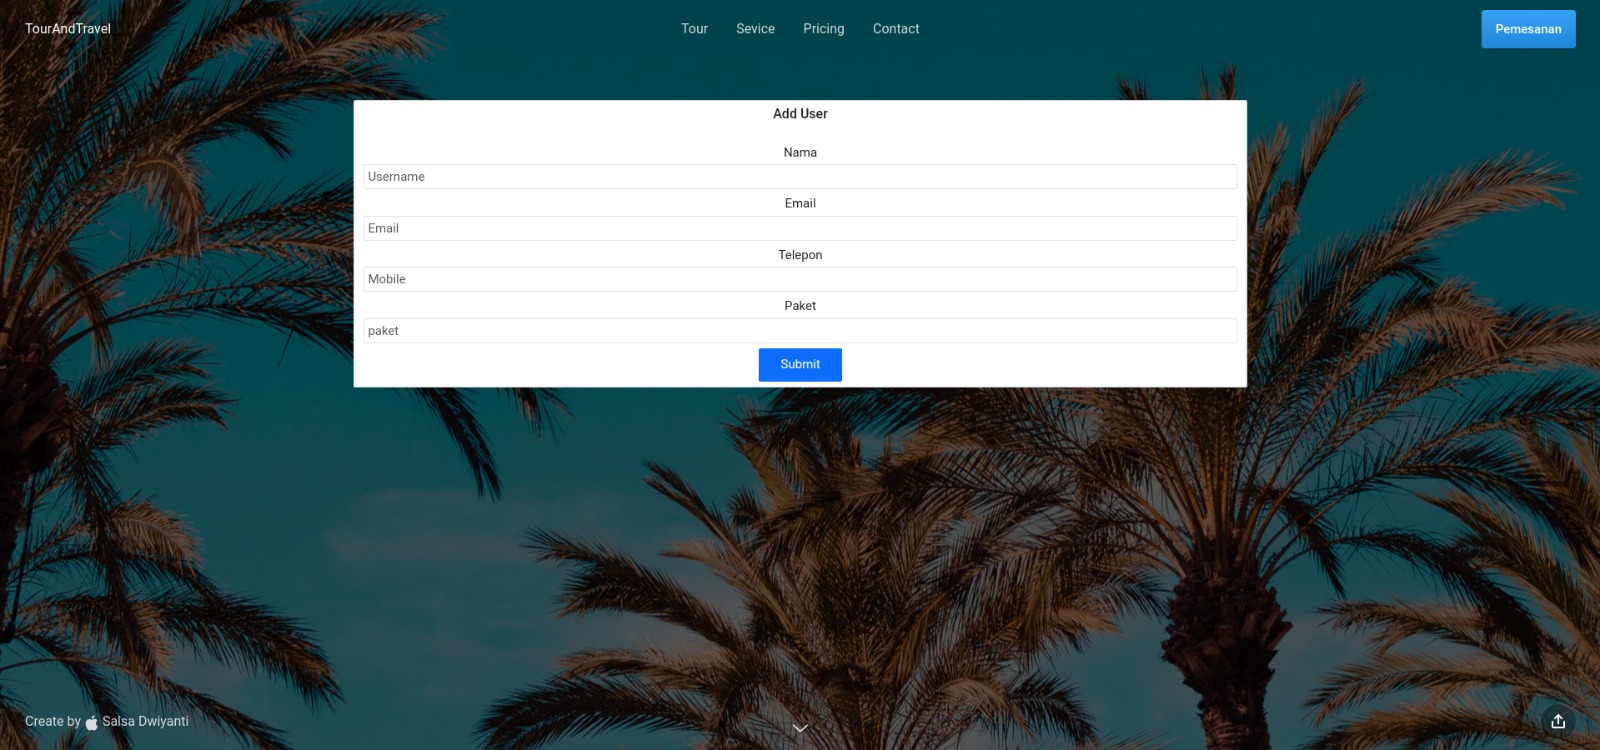 TourAndTravel
Tour
Sevice
Pricing
Contact
Pemesanan
Add User
Nama
Username
Email
Email
Telepon
Mobile
Paket
paket
Submit
Create by Salsa Dwiyanti